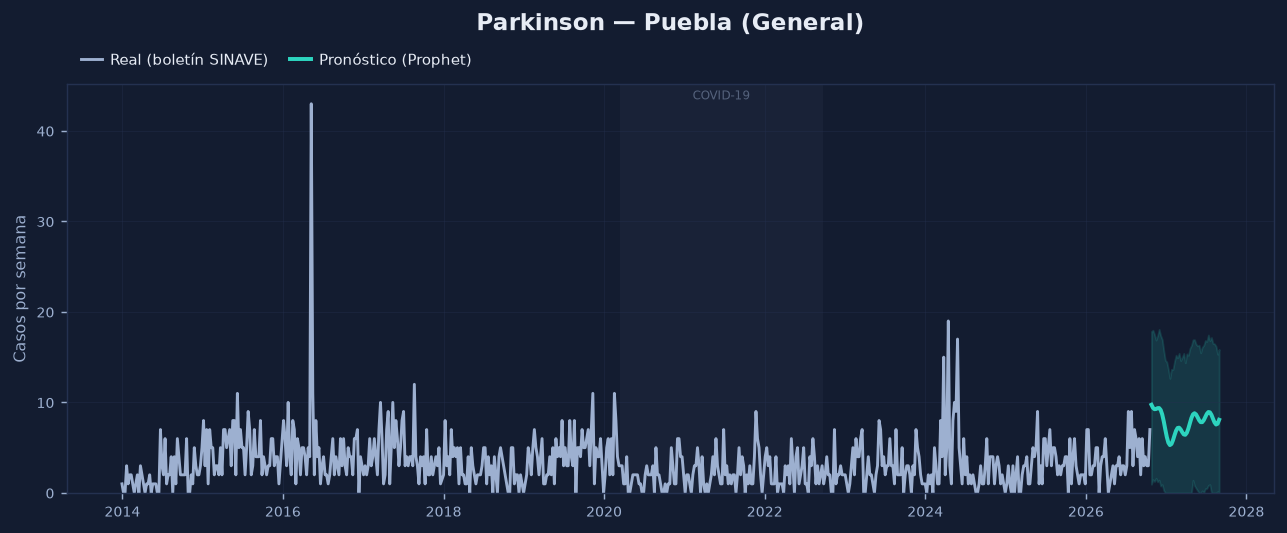 Parkinson — Puebla (General)
Real (boletín SINAVE)
Pronóstico (Prophet)
COVID-19
Casos por semana
40
30
20
10
0
2014
2016
2018
2020
2022
2024
2026
2028